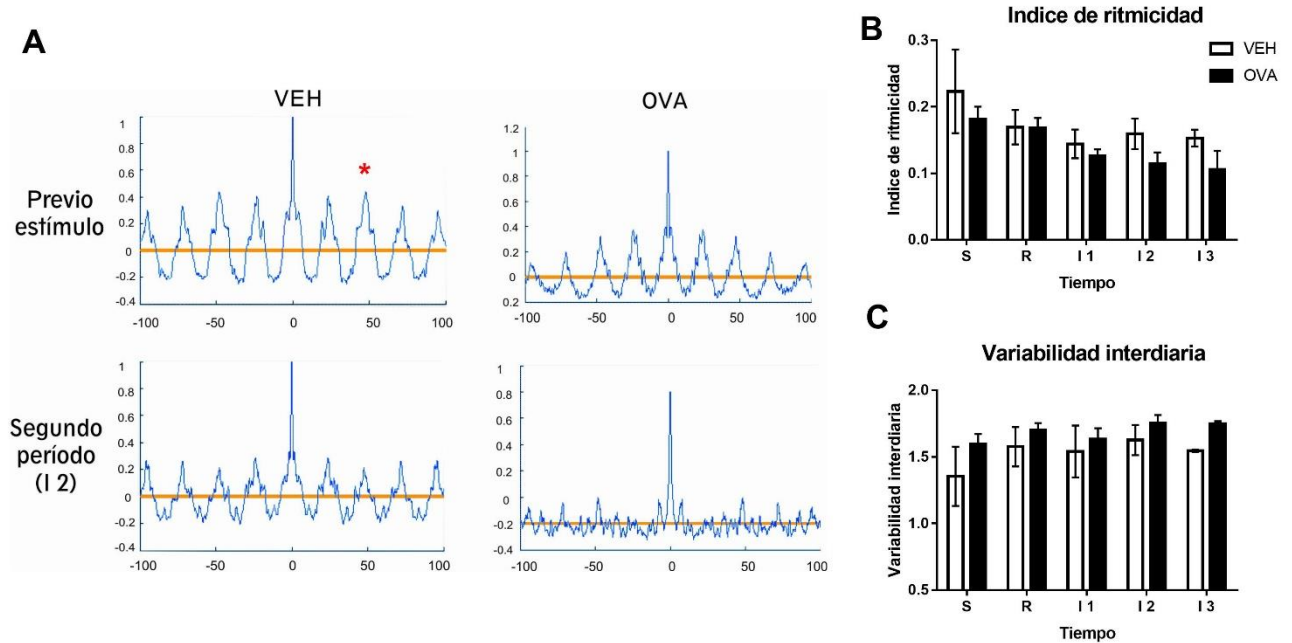 A
VEH
OVA
Previo
estímulo
1
0.8
0.6
0.4
0.2
0
-0.2
-0.4
-100
-50
0
50
100
*
1.2
1
0.8
0.6
0.4
0.2
0
0.2
-100
-50
0
50
100
Segundo
período
(I 2)
1
0.8
0.6
0.4
0.2
0
-0.2
-0.4
-100
-50
0
50
100
1
0.8
0.6
0.4
0.2
0
-0.2
-0.4
-100
-50
0
50
100
B
Indice de ritmicidad
Indice de ritmicidad
0.3
0.2
0.1
0.0
S
R
I 1
I 2
I 3
Tiempo
VEH
OVA
C
Variabilidad interdiaria
Variabilidad interdiaria
2.0
1.5
1.0
0.5
S
R
I 1
I 2
I 3
Tiempo